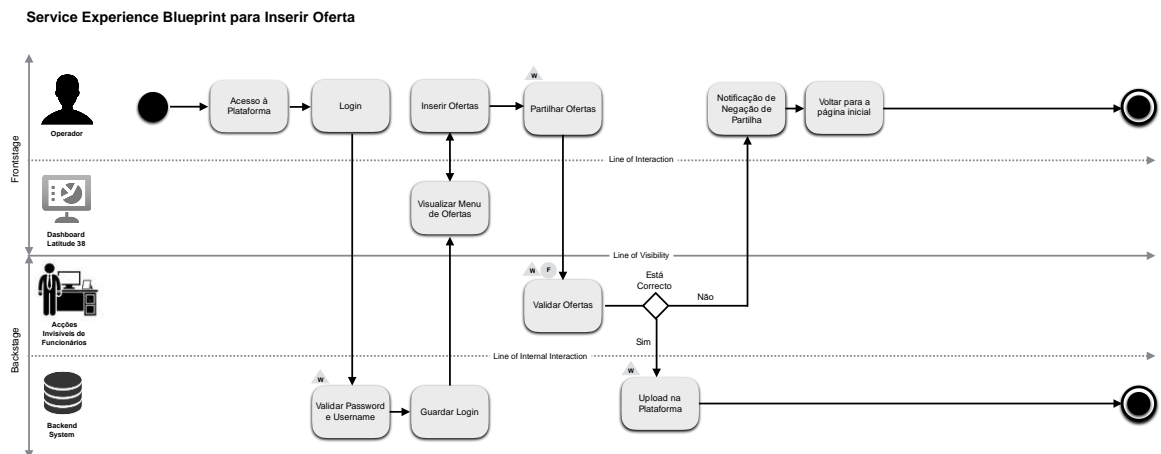 Service Experience Blueprint para Inserir Oferta
Frontstage
Operador
Acesso à
Plataforma
Login
Inserir Ofertas
W
Partilhar Ofertas
Notificação de
Negação de
Partilha
Voltar para a
página inicial
Line of Interaction
Dashboard
Latitude 38
Visualizar Menu
de Ofertas
Line of Visibility
Backstage
Acções
Invisíveis de
Funcionários
W
F
Validar Ofertas
Está
Correcto
Não
Sim
Line of Internal Interaction
Backend
System
W
Validar Password
e Username
Guardar Login
W
Upload na
Plataforma